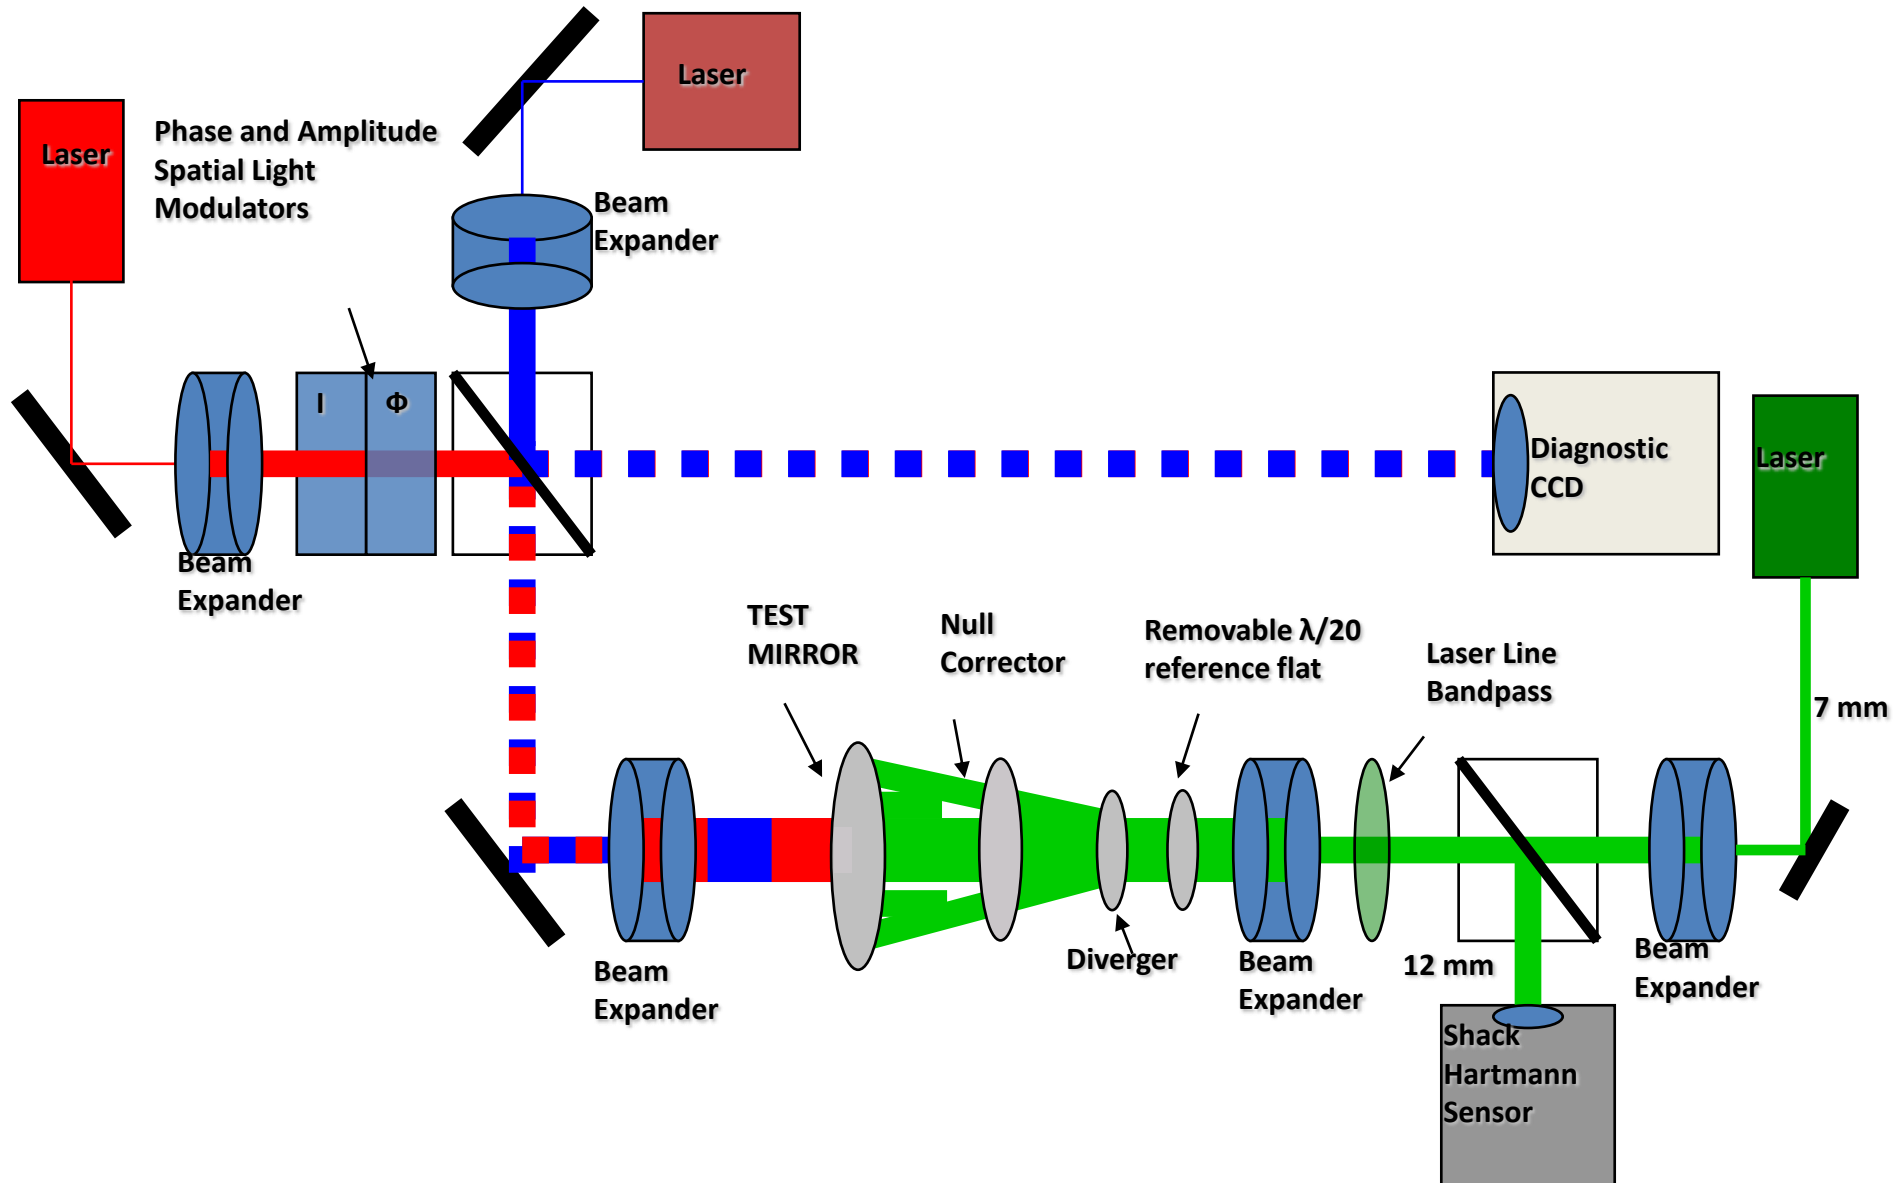 Laser
Laser
Phase and Amplitude
Spatial Light
Modulators
Beam
Expander
I
Φ
Diagnostic
CCD
Laser
Beam
Expander
TEST
MIRROR
Null
Corrector
Removable λ/20
reference flat
Laser Line
Bandpass
7 mm
Beam
Expander
Diverger
Beam
Expander
12 mm
Beam
Expander
Shack
Hartmann
Sensor